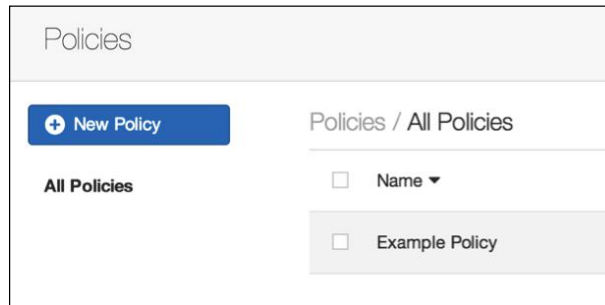 Policies
New Policy
All Policies
Policies / All Policies
Name
Example Policy